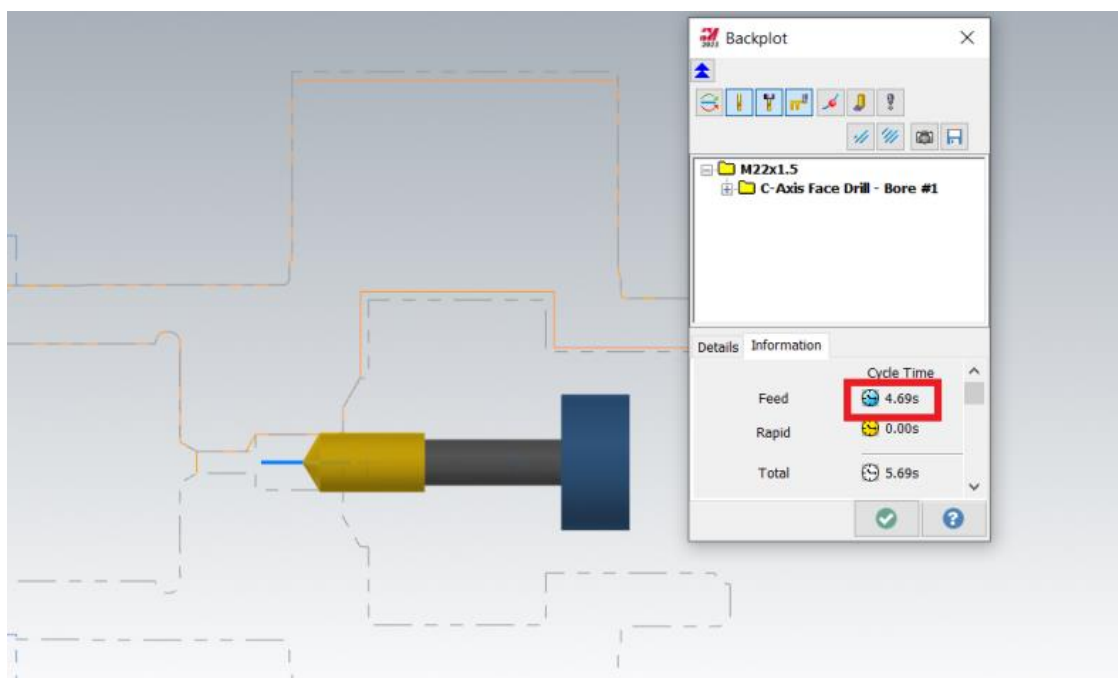 Backplot
M22x1.5
C-Axis Face Drill - Bore #1
Details Information
Cycle Time
Feed 4.69s
Rapid 0.00s
Total 5.69s